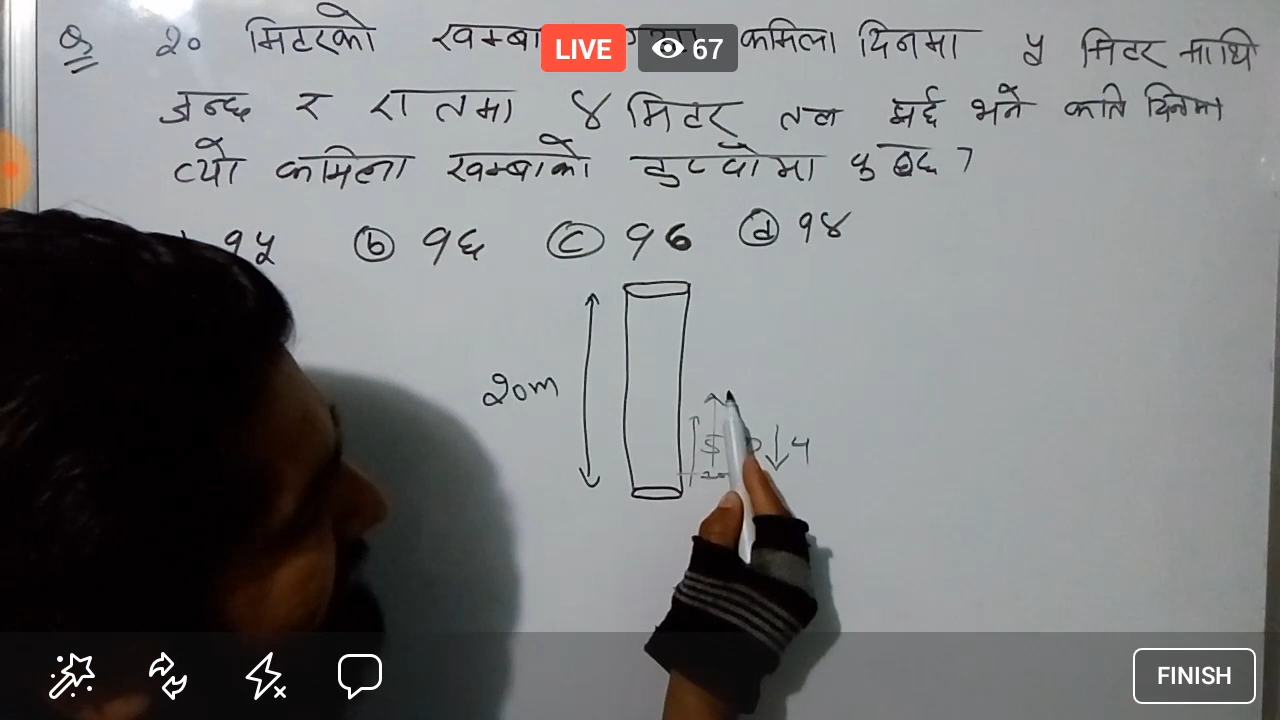 Q २० मिटरको खम्बा कमिला दिनमा ५ मिटर माथि
LIVE 67
जान्छ र रातमा ४ मिटर तल झर्छ भने कति दिनमा
त्यो कमिला खम्बाको टुप्पोमा पुग्छ ?
१५ b १६ c १७ d १४
20m
5 4
FINISH